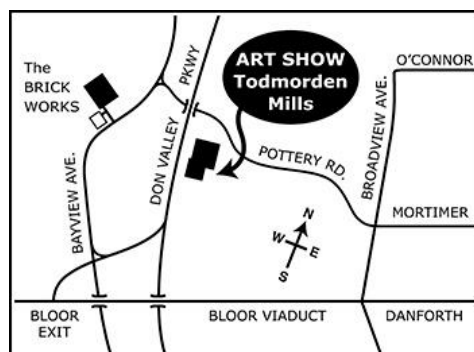 The
BRICK
WORKS
ART SHOW
Todmorden
Mills
O'CONNOR
DON VALLEY PKWY
BROADVIEW AVE.
BAYVIEW AVE.
POTTERY RD.
MORTIMER
N
W E
S
BLOOR
EXIT
BLOOR VIADUCT
DANFORTH